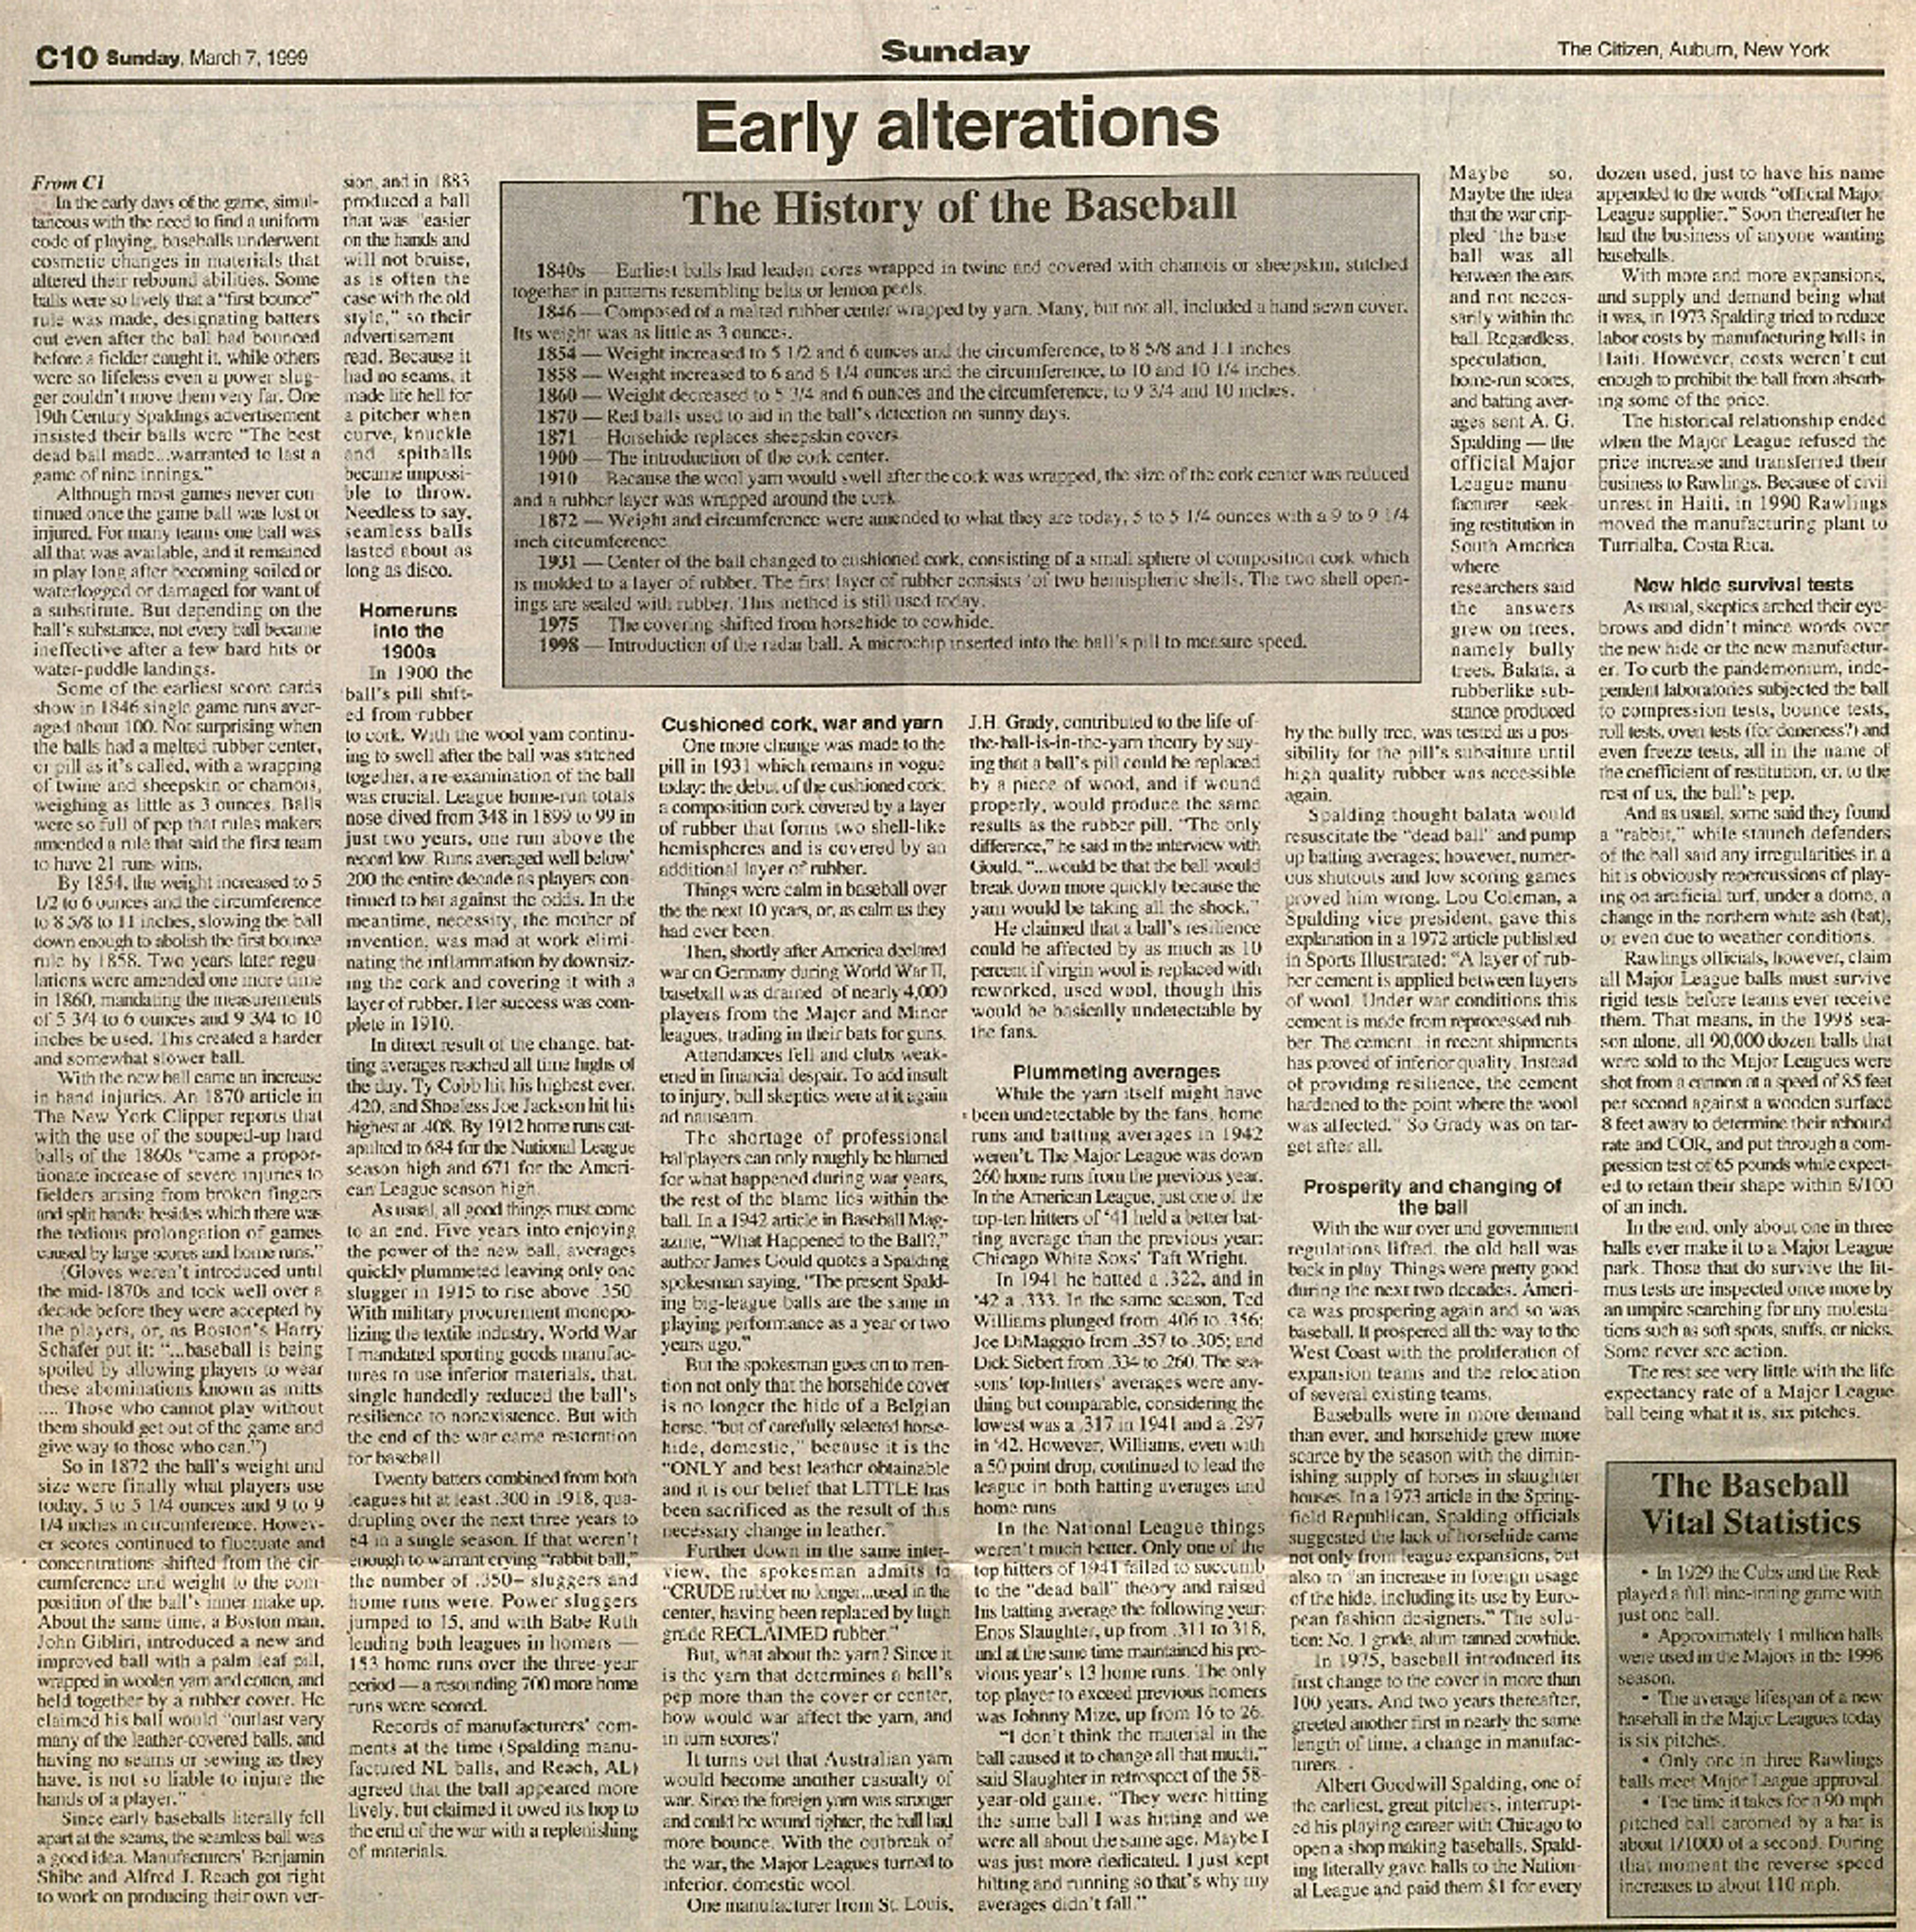 C10 Sunday, March 7, 1999
Sunday
The Citizen, Auburn, New York
Early alterations
From C1
In the early days of the game, simul-
taneous with the need to find a uniform
code of playing, baseballs underwent
cosmetic changes in materials that
altered their rebound abilities. Some
balls were so lively that a "first bounce"
rule was made, designating batters
out even after the ball had bounced
before a fielder caught it, while others
were so lifeless even a power slug-
ger couldn't move them very far. One
19th Century Spaldings advertisement
insisted their balls were "The best
dead ball made...warranted to last a
game of nine innings."
Although most games never con-
tinued once the game ball was lost or
injured. For many teams one ball was
all that was available, and it remained
in play long after becoming soiled or
waterlogged or damaged for want of
a substitute. But depending on the
ball's substance, not every ball became
ineffective after a few hard hits or
water-puddle landings.
Some of the earliest score cards
show in 1846 single game runs aver-
aged about 100. Not surprising when
the balls had a melted rubber center,
or pill as it's called, with a wrapping
of twine and sheepskin or chamois,
weighing as little as 3 ounces. Balls
were so full of pep that rules makers
amended a rule that said the first team
to have 21 runs wins.
By 1854, the weight increased to 5
1/2 to 6 ounces and the circumference
to 8 5/8 to 11 inches, slowing the ball
down enough to abolish the first bounce
rule by 1858. Two years later regu-
lations were amended one more time
in 1860, mandating the measurements
of 5 3/4 to 6 ounces and 9 3/4 to 10
inches be used. This created a harder
and somewhat slower ball.
With the new ball came an increase
in hand injuries. An 1870 article in
The New York Clipper reports that
with the use of the souped-up hard
balls of the 1860s "came a propor-
tionate increase of severe injuries to
fielders arising from broken fingers
and split hands; besides which there was
the tedious prolongation of games
caused by large scores and home runs."
(Gloves weren't introduced until
the mid-1870s and took well over a
decade before they were accepted by
the players, or, as Boston's Harry
Schafer put it: "...baseball is being
spoiled by allowing players to wear
these abominations known as mitts
.... Those who cannot play without
them should get out of the game and
give way to those who can.")
So in 1872 the ball's weight and
size were finally what players use
today, 5 to 5 1/4 ounces and 9 to 9
1/4 inches in circumference. Howev-
er scores continued to fluctuate and
concentrations shifted from the cir-
cumference and weight to the com-
position of the ball's inner make up.
About the same time, a Boston man,
John Gibliri, introduced a new and
improved ball with a palm leaf pill,
wrapped in woolen yarn and cotton, and
held together by a rubber cover. He
claimed his ball would "outlast very
many of the leather-covered balls, and
having no seams or sewing as they
have, is not so liable to injure the
hands of a player."
Since early baseballs literally fell
apart at the seams, the seamless ball was
a good idea. Manufacturers' Benjamin
Shibe and Alfred J. Reach got right
to work on producing their own ver-
sion, and in 1883
produced a ball
that was "easier
on the hands and
will not bruise,
as is often the
case with the old
style," so their
advertisement
read. Because it
had no seams, it
made life hell for
a pitcher when
curve, knuckle
and spitballs
became impossi-
ble to throw.
Needless to say,
seamless balls
lasted about as
long as disco.
Homeruns
into the
1900s
In 1900 the
ball's pill shift-
ed from rubber
to cork. With the wool yarn continu-
ing to swell after the ball was stitched
together, a re-examination of the ball
was crucial. League home-run totals
nose dived from 348 in 1899 to 99 in
just two years, one run above the
record low. Runs averaged well below
200 the entire decade as players con-
tinued to bat against the odds. In the
meantime, necessity, the mother of
invention, was mad at work elimi-
nating the inflammation by downsiz-
ing the cork and covering it with a
layer of rubber. Her success was com-
plete in 1910.
In direct result of the change, bat-
ting averages reached all time highs of
the day. Ty Cobb hit his highest ever,
.420, and Shoeless Joe Jackson hit his
highest at .408. By 1912 home runs cat-
apulted to 684 for the National League
season high and 671 for the Ameri-
can League season high.
As usual, all good things must come
to an end. Five years into enjoying
the power of the new ball, averages
quickly plummeted leaving only one
slugger in 1915 to rise above .350.
With military procurement monopo-
lizing the textile industry, World War
I mandated sporting goods manufac-
tures to use inferior materials, that,
single handedly reduced the ball's
resilience to nonexistence. But with
the end of the war came restoration
for baseball
Twenty batters combined from both
leagues hit at least .300 in 1918, qua-
drupling over the next three years to
84 in a single season. If that weren't
enough to warrant crying "rabbit ball,"
the number of .350– sluggers and
home runs were. Power sluggers
jumped to 15, and with Babe Ruth
leading both leagues in homers —
153 home runs over the three-year
period — a resounding 700 more home
runs were scored.
Records of manufacturers' com-
ments at the time (Spalding manu-
factured NL balls, and Reach, AL)
agreed that the ball appeared more
lively, but claimed it owed its hop to
the end of the war with a replenishing
of materials.
The History of the Baseball
1840s — Earliest balls had leaden cores wrapped in twine and covered with chamois or sheepskin, stitched
together in patterns resembling belts or lemon peels.
1846 — Composed of a melted rubber center wrapped by yarn. Many, but not all, included a hand sewn cover.
Its weight was as little as 3 ounces.
1854 — Weight increased to 5 1/2 and 6 ounces and the circumference, to 8 5/8 and 11 inches.
1858 — Weight increased to 6 and 6 1/4 ounces and the circumference, to 10 and 10 1/4 inches.
1860 — Weight decreased to 5 3/4 and 6 ounces and the circumference, to 9 3/4 and 10 inches.
1870 — Red balls used to aid in the ball's detection on sunny days.
1871 — Horsehide replaces sheepskin covers.
1900 — The introduction of the cork center.
1910 — Because the wool yarn would swell after the cork was wrapped, the size of the cork center was reduced
and a rubber layer was wrapped around the cork.
1872 — Weight and circumference were amended to what they are today, 5 to 5 1/4 ounces with a 9 to 9 1/4
inch circumference.
1931 — Center of the ball changed to cushioned cork, consisting of a small sphere of composition cork which
is molded to a layer of rubber. The first layer of rubber consists of two hemispheric shells. The two shell open-
ings are sealed with rubber. This method is still used today.
1975 — The covering shifted from horsehide to cowhide.
1998 — Introduction of the radar ball. A microchip inserted into the ball's pill to measure speed.
Cushioned cork, war and yarn
One more change was made to the
pill in 1931 which remains in vogue
today: the debut of the cushioned cork;
a composition cork covered by a layer
of rubber that forms two shell-like
hemispheres and is covered by an
additional layer of rubber.
Things were calm in baseball over
the the next 10 years, or, as calm as they
had ever been.
Then, shortly after America declared
war on Germany during World War II,
baseball was drained of nearly 4,000
players from the Major and Minor
leagues, trading in their bats for guns.
Attendances fell and clubs weak-
ened in financial despair. To add insult
to injury, ball skeptics were at it again
ad nauseam.
The shortage of professional
ballplayers can only roughly be blamed
for what happened during war years,
the rest of the blame lies within the
ball. In a 1942 article in Baseball Mag-
azine, "What Happened to the Ball?,"
author James Gould quotes a Spalding
spokesman saying, "The present Spald-
ing big-league balls are the same in
playing performance as a year or two
years ago."
But the spokesman goes on to men-
tion not only that the horsehide cover
is no longer the hide of a Belgian
horse, "but of carefully selected horse-
hide, domestic," because it is the
"ONLY and best leather obtainable
and it is our belief that LITTLE has
been sacrificed as the result of this
necessary change in leather."
Further down in the same inter-
view, the spokesman admits to
"CRUDE rubber no longer...used in the
center, having been replaced by high
grade RECLAIMED rubber."
But, what about the yarn? Since it
is the yarn that determines a ball's
pep more than the cover or center,
how would war affect the yarn, and
in turn scores?
It turns out that Australian yarn
would become another casualty of
war. Since the foreign yarn was stronger
and could be wound tighter, the ball had
more bounce. With the outbreak of
the war, the Major Leagues turned to
inferior, domestic wool.
One manufacturer from St. Louis,
J.H. Grady, contributed to the life-of-
the-ball-is-in-the-yarn theory by say-
ing that a ball's pill could be replaced
by a piece of wood, and if wound
properly, would produce the same
results as the rubber pill. "The only
difference," he said in the interview with
Gould, "...would be that the ball would
break down more quickly because the
yarn would be taking all the shock."
He claimed that a ball's resilience
could be affected by as much as 10
percent if virgin wool is replaced with
reworked, used wool, though this
would be basically undetectable by
the fans.
Plummeting averages
While the yarn itself might have
been undetectable by the fans, home
runs and batting averages in 1942
weren't. The Major League was down
260 home runs from the previous year.
In the American League, just one of the
top-ten hitters of '41 held a better bat-
ting average than the previous year:
Chicago White Soxs' Taft Wright.
In 1941 he batted a .322, and in
'42 a .333. In the same season, Ted
Williams plunged from .406 to .356;
Joe DiMaggio from .357 to .305; and
Dick Siebert from .334 to .260. The sea-
sons' top-hitters' averages were any-
thing but comparable, considering the
lowest was a .317 in 1941 and a .297
in '42. However, Williams, even with
a 50 point drop, continued to lead the
league in both batting averages and
home runs
In the National League things
weren't much better. Only one of the
top hitters of 1941 failed to succumb
to the "dead ball" theory and raised
his batting average the following year:
Enos Slaughter, up from .311 to 318,
and at the same time maintained his pre-
vious year's 13 home runs. The only
top player to exceed previous homers
was Johnny Mize, up from 16 to 26.
"I don't think the material in the
ball caused it to change all that much,"
said Slaughter in retrospect of the 58-
year-old game. "They were hitting
the same ball I was hitting and we
were all about the same age. Maybe I
was just more dedicated. I just kept
hitting and running so that's why my
averages didn't fall."
Maybe so.
Maybe the idea
that the war crip-
pled the base-
ball was all
between the ears
and not neces-
sarily within the
ball. Regardless,
speculation,
home-run scores,
and batting aver-
ages sent A. G.
Spalding — the
official Major
League manu-
facturer seek-
ing restitution in
South America
where
researchers said
the answers
grew on trees,
namely bully
trees. Balata, a
rubberlike sub-
stance produced
by the bully tree, was tested as a pos-
sibility for the pill's substitute until
high quality rubber was accessible
again.
Spalding thought balata would
resuscitate the "dead ball" and pump
up batting averages; however, numer-
ous shutouts and low scoring games
proved him wrong. Lou Coleman, a
Spalding vice president, gave this
explanation in a 1972 article published
in Sports Illustrated: "A layer of rub-
ber cement is applied between layers
of wool. Under war conditions this
cement is made from reprocessed rub-
ber. The cement...in recent shipments
has proved of inferior quality. Instead
of providing resilience, the cement
hardened to the point where the wool
was affected." So Grady was on tar-
get after all.
Prosperity and changing of
the ball
With the war over and government
regulations lifted, the old ball was
back in play. Things were pretty good
during the next two decades. Ameri-
ca was prospering again and so was
baseball. It prospered all the way to the
West Coast with the proliferation of
expansion teams and the relocation
of several existing teams.
Baseballs were in more demand
than ever, and horsehide grew more
scarce by the season with the dimin-
ishing supply of horses in slaughter
houses. In a 1973 article in the Spring-
field Republican, Spalding officials
suggested the lack of horsehide came
not only from league expansions, but
also to "an increase in foreign usage
of the hide, including its use by Euro-
pean fashion designers." The solu-
tion: No. 1 grade, alum tanned cowhide.
In 1975, baseball introduced its
first change to the cover in more than
100 years. And two years thereafter,
greeted another first in nearly the same
length of time, a change in manufac-
turers.
Albert Goodwill Spalding, one of
the earliest, great pitchers, interrupt-
ed his playing career with Chicago to
open a shop making baseballs. Spald-
ing literally gave balls to the Nation-
al League and paid them $1 for every
dozen used, just to have his name
appended to the words "official Major
League supplier." Soon thereafter he
had the business of anyone wanting
baseballs.
With more and more expansions,
and supply and demand being what
it was, in 1973 Spalding tried to reduce
labor costs by manufacturing balls in
Haiti. However, costs weren't cut
enough to prohibit the ball from absorb-
ing some of the price.
The historical relationship ended
when the Major League refused the
price increase and transferred their
business to Rawlings. Because of civil
unrest in Haiti, in 1990 Rawlings
moved the manufacturing plant to
Turrialba, Costa Rica.
New hide survival tests
As usual, skeptics arched their eye-
brows and didn't mince words over
the new hide or the new manufactur-
er. To curb the pandemonium, inde-
pendent laboratories subjected the ball
to compression tests, bounce tests,
roll tests, oven tests (for doneness?) and
even freeze tests, all in the name of
the coefficient of restitution, or, to the
rest of us, the ball's pep.
And as usual, some said they found
a "rabbit," while staunch defenders
of the ball said any irregularities in a
hit is obviously repercussions of play-
ing on artificial turf, under a dome, a
change in the northern white ash (bat),
or even due to weather conditions.
Rawlings officials, however, claim
all Major League balls must survive
rigid tests before teams ever receive
them. That means, in the 1998 sea-
son alone, all 90,000 dozen balls that
were sold to the Major Leagues were
shot from a cannon at a speed of 85 feet
per second against a wooden surface
8 feet away to determine their rebound
rate and COR, and put through a com-
pression test of 65 pounds while expect-
ed to retain their shape within 8/100
of an inch.
In the end, only about one in three
balls ever make it to a Major League
park. Those that do survive the lit-
mus tests are inspected once more by
an umpire searching for any molesta-
tions such as soft spots, snuffs, or nicks.
Some never see action.
The rest see very little with the life
expectancy rate of a Major League
ball being what it is, six pitches.
The Baseball
Vital Statistics
• In 1929 the Cubs and the Reds
played a full nine-inning game with
just one ball.
• Approximately 1 million balls
were used in the Majors in the 1998
season.
• The average lifespan of a new
baseball in the Major Leagues today
is six pitches.
• Only one in three Rawlings
balls meet Major League approval.
• The time it takes for a 90 mph
pitched ball caromed by a bat is
about 1/1000 of a second. During
that moment the reverse speed
increases to about 110 mph.